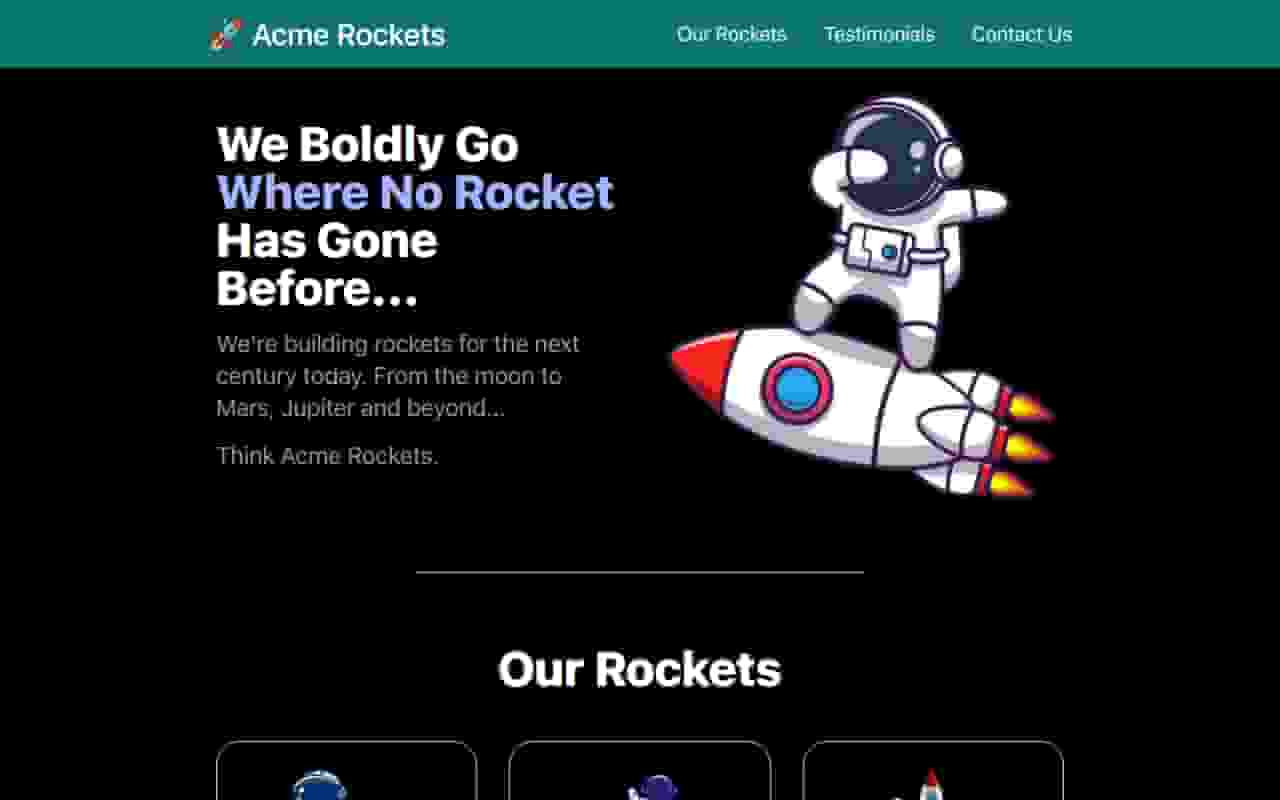 🚀 Acme Rockets
Our Rockets Testimonials Contact Us
We Boldly Go
Where No Rocket
Has Gone
Before...
We're building rockets for the next
century today. From the moon to
Mars, Jupiter and beyond...
Think Acme Rockets.
Our Rockets